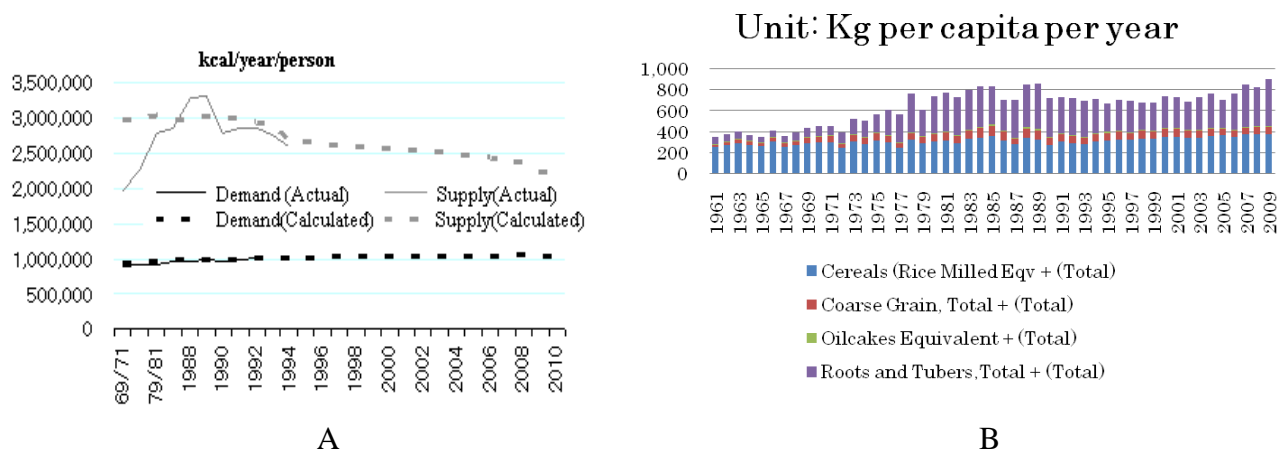 kcal/year/person
3,500,000
3,000,000
2,500,000
2,000,000
1,500,000
1,000,000
500,000
0
Demand (Actual) Supply(Actual)
Demand(Calculated) Supply(Calculated)
69/71 79/81 1988 1990 1992 1994 1996 1998 2000 2002 2004 2006 2008 2010
A
Unit: Kg per capita per year
1,000
800
600
400
200
0
1961 1963 1965 1967 1969 1971 1973 1975 1977 1979 1981 1983 1985 1987 1989 1991 1993 1995 1997 1999 2001 2003 2005 2007 2009
Cereals (Rice Milled Eqv + (Total)
Coarse Grain, Total + (Total)
Oilcakes Equivalent + (Total)
Roots and Tubers,Total + (Total)
B